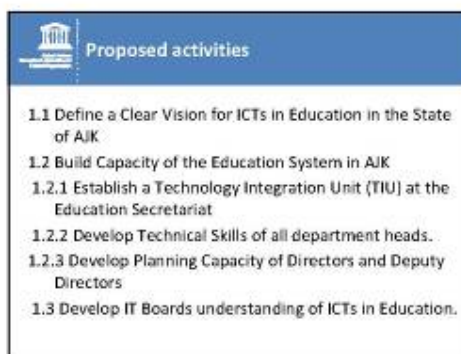 Proposed activities
1.1 Define a Clear Vision for ICTs in Education in the State
of AJK
1.2 Build Capacity of the Education System in AJK
1.2.1 Establish a Technology Integration Unit (TIU) at the
Education Secretariat
1.2.2 Develop Technical Skills of all department heads.
1.2.3 Develop Planning Capacity of Directors and Deputy
Directors
1.3 Develop IT Boards understanding of ICTs in Education.